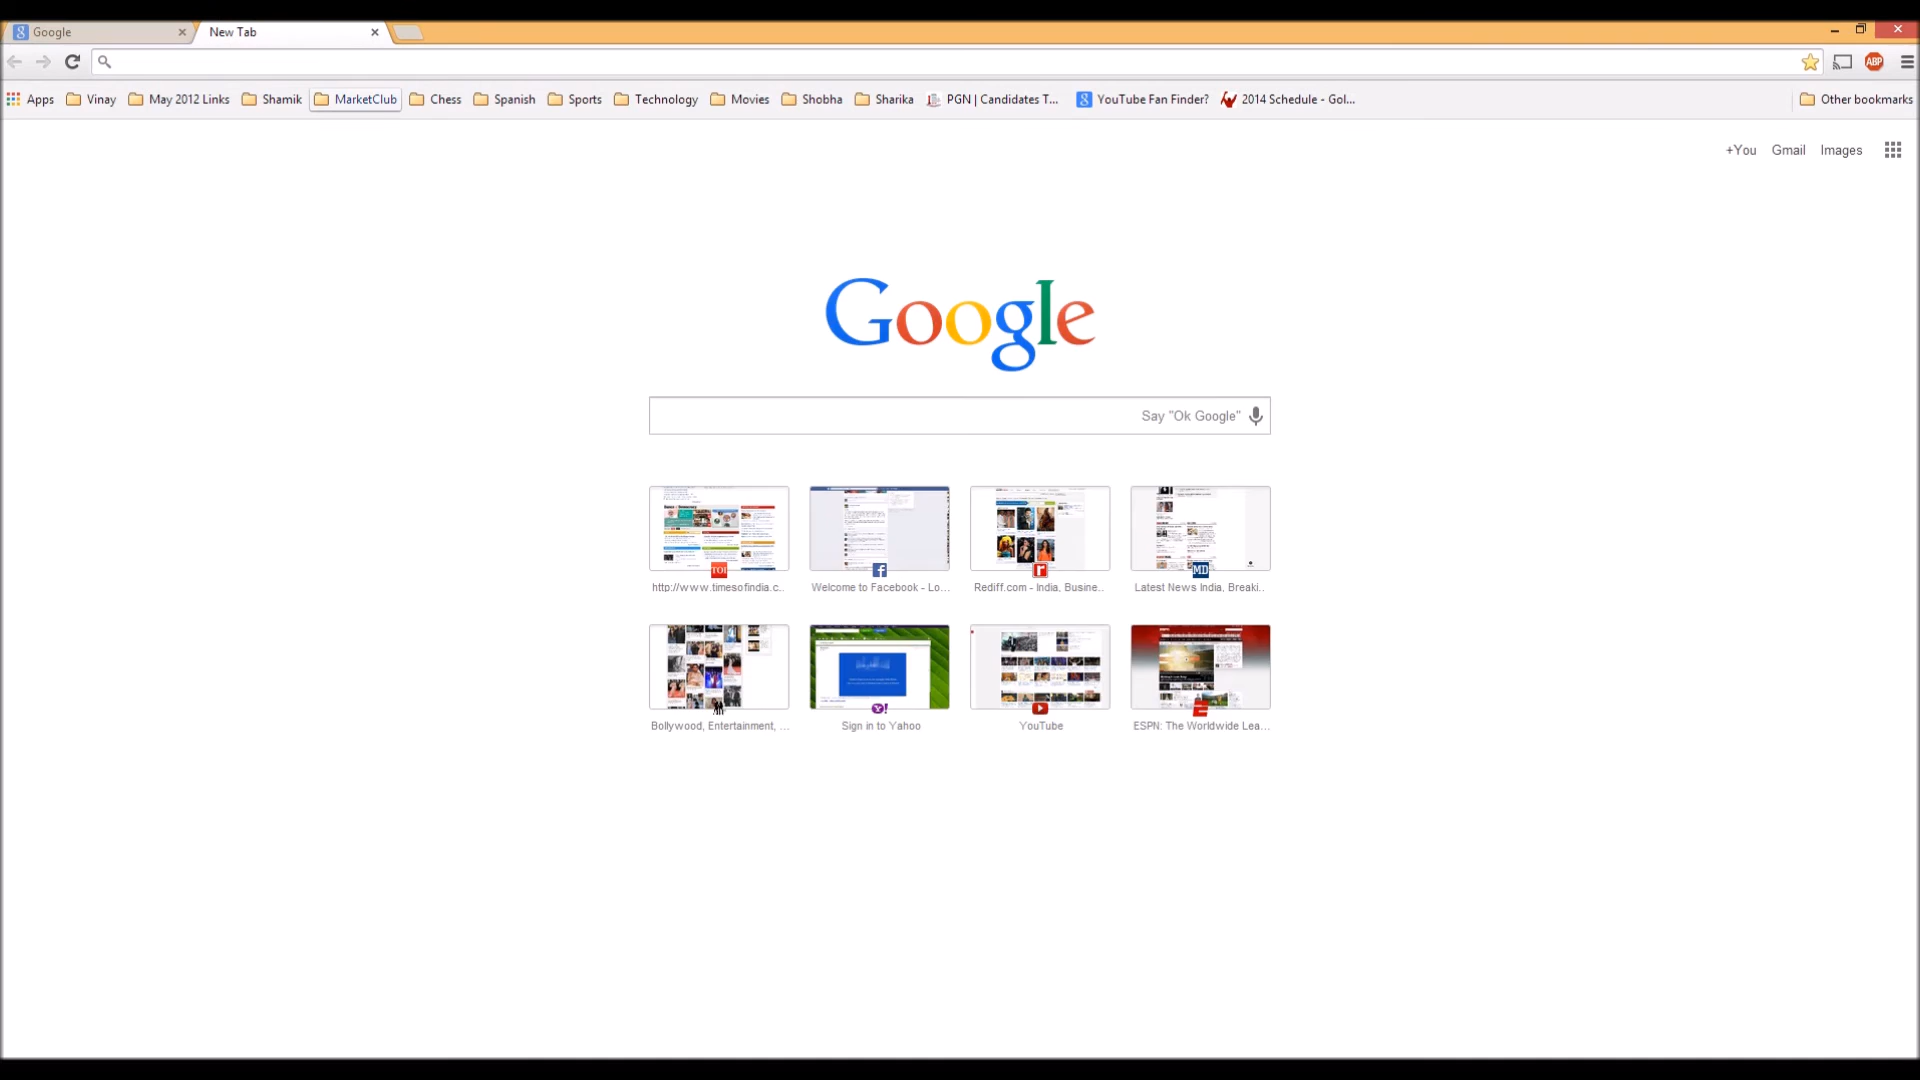 Google
New Tab
Apps Vinay May 2012 Links Shamik MarketClub Chess Spanish Sports Technology Movies Shobha Sharika PGN | Candidates T... YouTube Fan Finder? 2014 Schedule - Gol... Other bookmarks
ABP
+You Gmail Images
Google
Say "Ok Google"
TOI
MD
http://www.timesofindia.c..
Welcome to Facebook - Lo...
Rediff.com - India, Busine..
Latest News India, Breaki..
Bollywood, Entertainment, ...
Sign in to Yahoo
YouTube
ESPN: The Worldwide Lea...